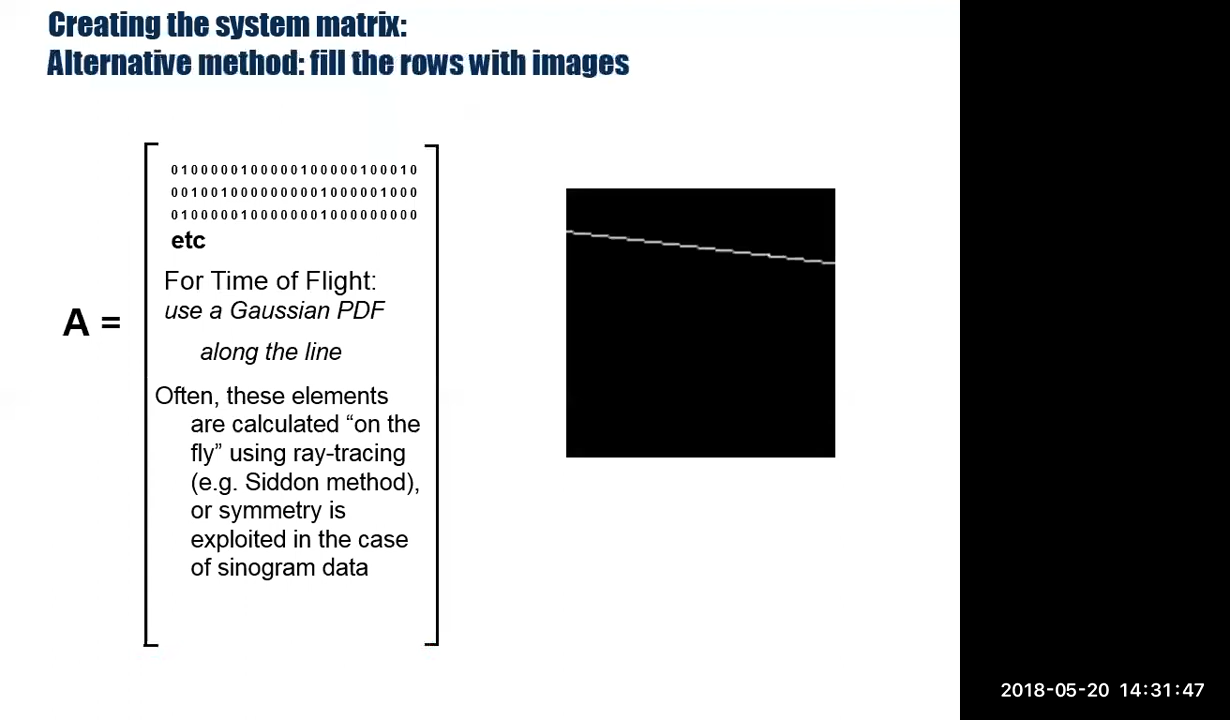 Creating the system matrix:
Alternative method: fill the rows with images
0 1 0 0 0 0 0 1 0 0 0 0 0 1 0 0 0 0 0 1 0 0 0 1 0
0 0 1 0 0 1 0 0 0 0 0 0 0 0 0 1 0 0 0 0 0 1 0 0 0
0 1 0 0 0 0 0 1 0 0 0 0 0 0 0 1 0 0 0 0 0 0 0 0 0
etc
For Time of Flight:
use a Gaussian PDF
A =
along the line
Often, these elements
are calculated “on the
fly” using ray-tracing
(e.g. Siddon method),
or symmetry is
exploited in the case
of sinogram data
2018-05-20 14:31:47